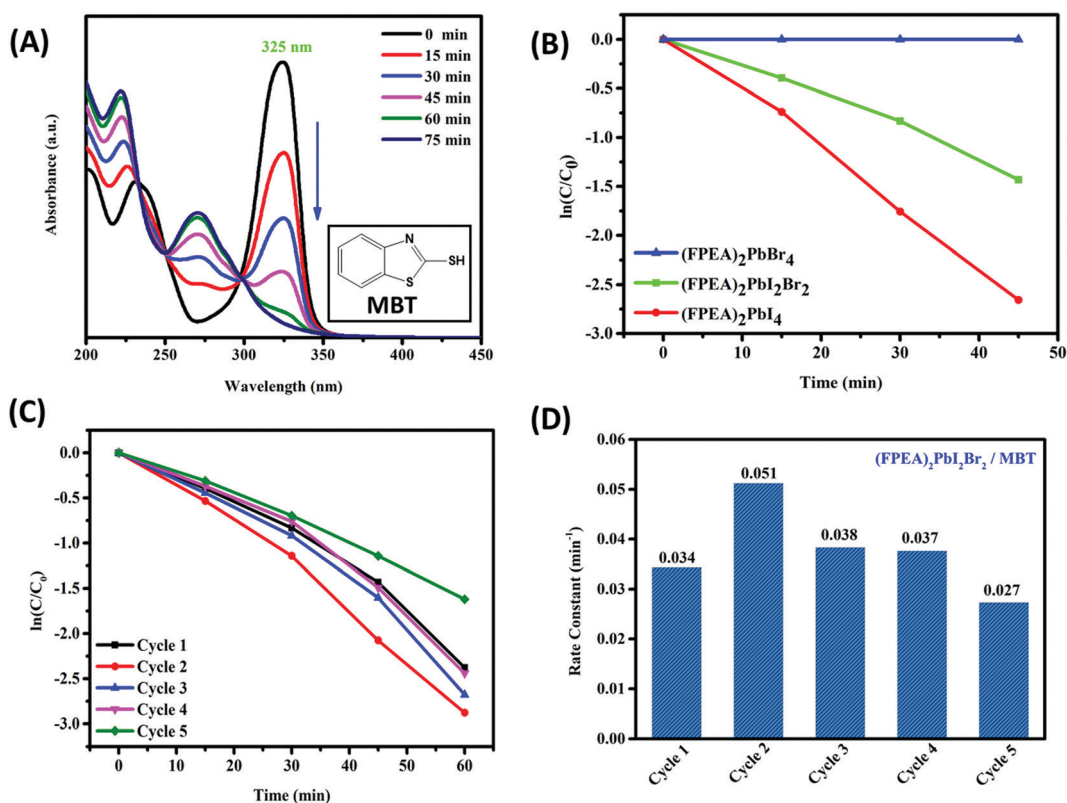 (A)
325 nm
0 min
15 min
30 min
45 min
60 min
75 min
Absorbance (a.u.)
N
SH
S
MBT
200 250 300 350 400 450
Wavelength (nm)
(B)
0.0
-0.5
-1.0
-1.5
-2.0
-2.5
-3.0
ln(C/C₀)
(FPEA)₂PbBr₄
(FPEA)₂PbI₂Br₂
(FPEA)₂PbI₄
0 10 20 30 40 50
Time (min)
(C)
0.0
-0.5
-1.0
-1.5
-2.0
-2.5
-3.0
ln(C/C₀)
Cycle 1
Cycle 2
Cycle 3
Cycle 4
Cycle 5
0 10 20 30 40 50 60
Time (min)
(D)
(FPEA)₂PbI₂Br₂ / MBT
0.06
0.05
0.04
0.03
0.02
0.01
0.00
Rate Constant (min⁻¹)
0.034
0.051
0.038
0.037
0.027
Cycle 1
Cycle 2
Cycle 3
Cycle 4
Cycle 5